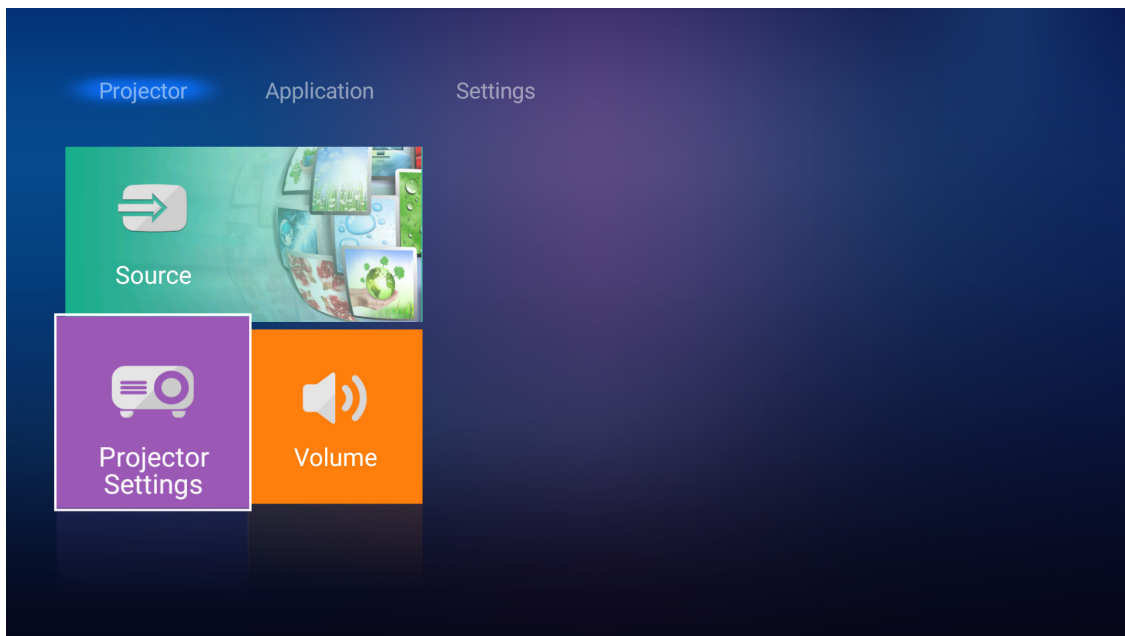 Projector Application Settings
Source
Projector
Settings
Volume